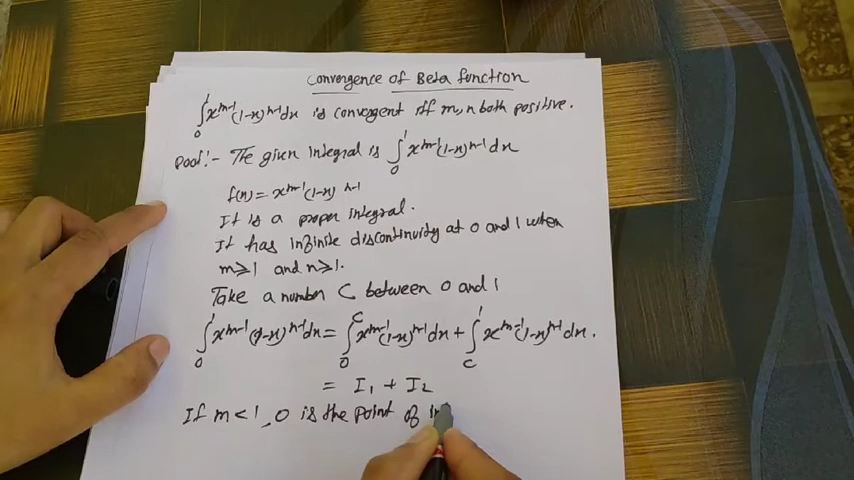 Convergence of Beta function
∫₀¹ x^{m-1}(1-x)^{n-1}dx is convergent iff m,n both positive.
Proof:- The given integral is ∫₀¹ x^{m-1}(1-x)^{n-1}dx
f(x) = x^{m-1}(1-x)^{n-1}
It is a proper integral.
It has infinite discontinuity at 0 and 1 when
m≥1 and n≥1.
Take a number C between 0 and 1
∫₀¹ x^{m-1}(1-x)^{n-1}dx = ∫₀^C x^{m-1}(1-x)^{n-1}dx + ∫_C¹ x^{m-1}(1-x)^{n-1}dx.
= I₁ + I₂
If m<1, 0 is the point of in